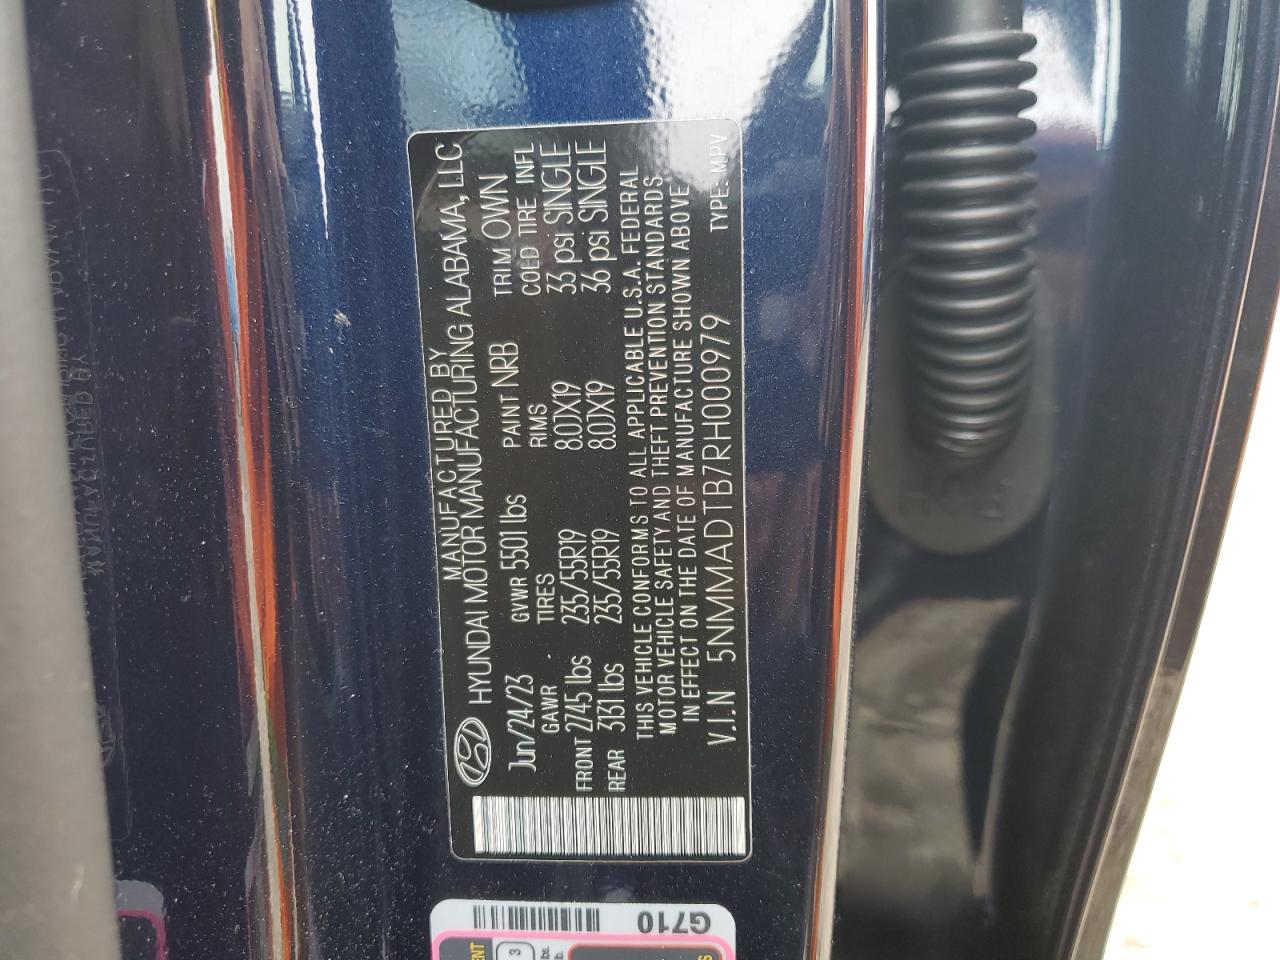 MANUFACTURED BY
HYUNDAI MOTOR MANUFACTURING ALABAMA, LLC
Jun/24/23 GVWR 5501 lbs PAINT NRB TRIM OWN
GAWR TIRES RIMS COLD TIRE INFL
FRONT 2745 lbs 235/55R19 8.0JX19 33 psi SINGLE
REAR 3131 lbs 235/55R19 8.0JX19 36 psi SINGLE
THIS VEHICLE CONFORMS TO ALL APPLICABLE U.S.A. FEDERAL
MOTOR VEHICLE SAFETY AND THEFT PREVENTION STANDARDS
IN EFFECT ON THE DATE OF MANUFACTURE SHOWN ABOVE
V.I.N 5NMMADTB7RH000979 TYPE: MPV
G710
3